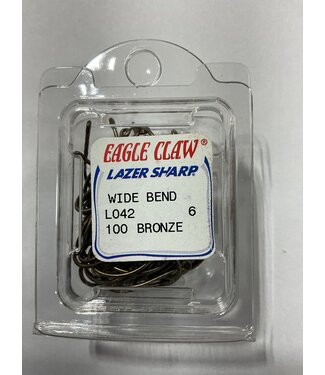 EAGLE CLAW®
LAZER SHARP.
WIDE BEND
L042 6
100 BRONZE